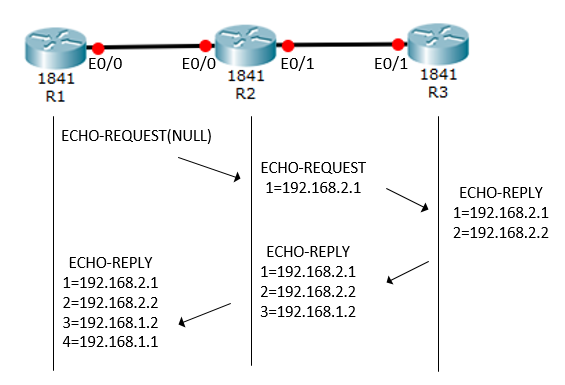 E0/0
E0/0
E0/1
E0/1
1841
R1
1841
R2
1841
R3
ECHO-REQUEST(NULL)
ECHO-REQUEST
1=192.168.2.1
ECHO-REPLY
1=192.168.2.1
2=192.168.2.2
ECHO-REPLY
1=192.168.2.1
2=192.168.2.2
3=192.168.1.2
ECHO-REPLY
1=192.168.2.1
2=192.168.2.2
3=192.168.1.2
4=192.168.1.1